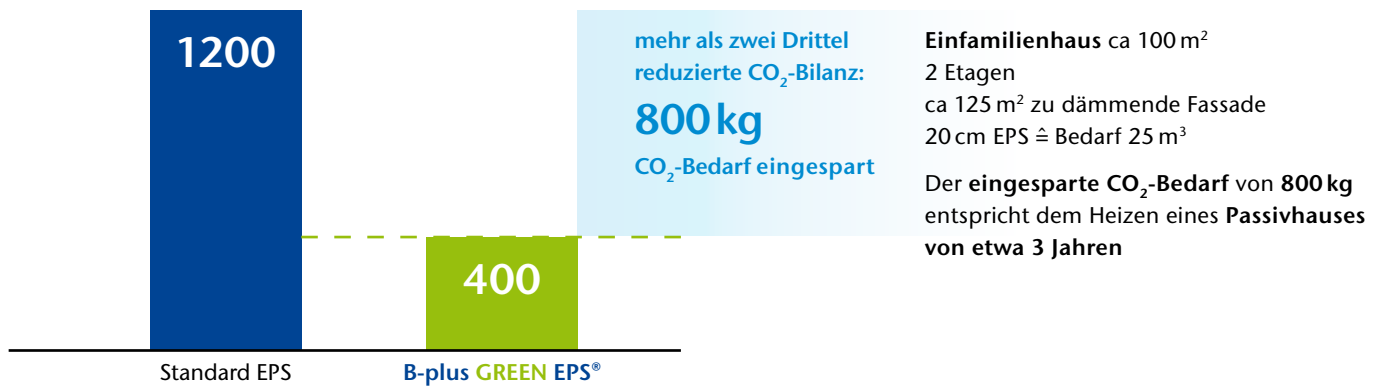 1200
400
Standard EPS
B-plus GREEN EPS®
mehr als zwei Drittel
reduzierte CO₂-Bilanz:
800 kg
CO₂-Bedarf eingespart
Einfamilienhaus ca 100 m²
2 Etagen
ca 125 m² zu dämmende Fassade
20 cm EPS ≙ Bedarf 25 m³
Der eingesparte CO₂-Bedarf von 800 kg
entspricht dem Heizen eines Passivhauses
von etwa 3 Jahren